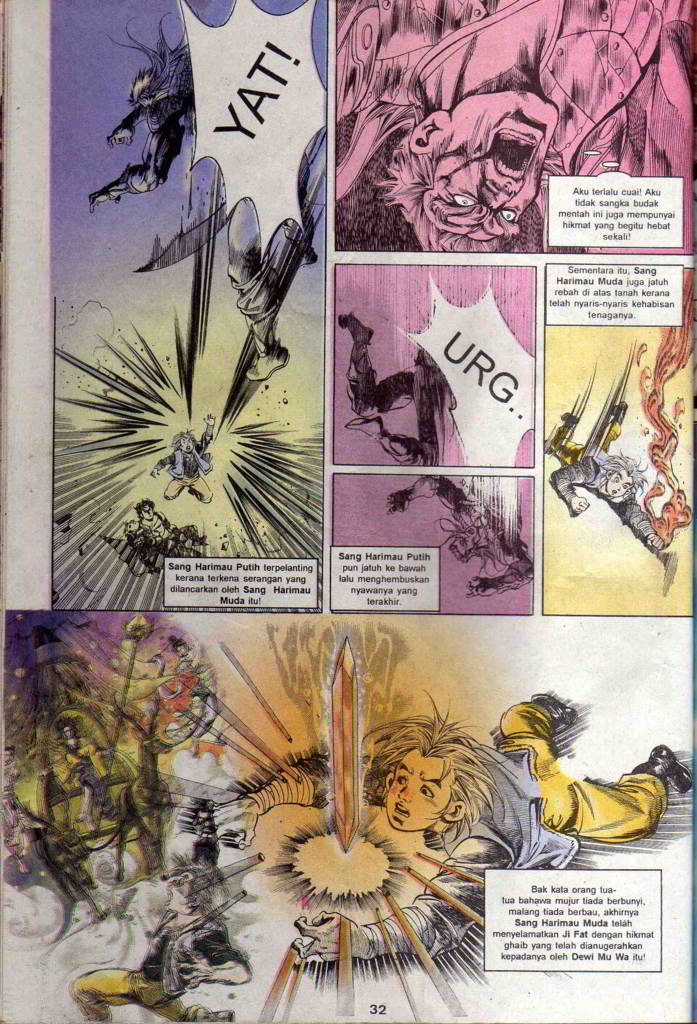 YAT!
Sang Harimau Putih terpelanting
kerana terkena serangan yang
dilancarkan oleh Sang Harimau
Muda itu!
Aku terlalu cuai! Aku
tidak sangka budak
mentah ini juga mempunyai
hikmat yang begitu hebat
sekali!
URG..
Sang Harimau Putih
pun jatuh ke bawah
lalu menghembuskan
nyawanya yang
terakhir.
Sementara itu, Sang
Harimau Muda juga jatuh
rebah di atas tanah kerana
telah nyaris-nyaris kehabisan
tenaganya.
Bak kata orang tua-
tua bahawa mujur tiada berbunyi,
malang tiada berbau, akhirnya
Sang Harimau Muda telah
menyelamatkan Ji Fat dengan hikmat
ghaib yang telah dianugerahkan
kepadanya oleh Dewi Mu Wa itu!
32